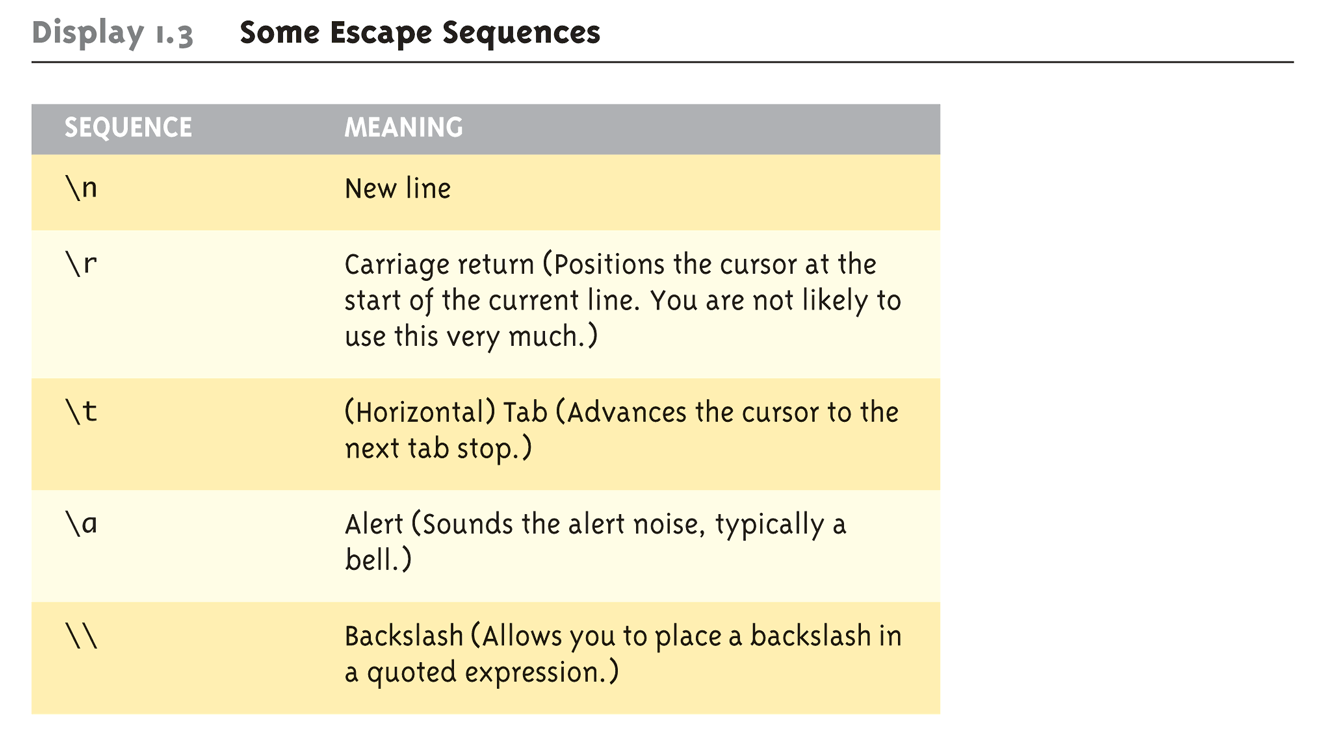 Display 1.3 Some Escape Sequences
SEQUENCE MEANING
\n New line
\r Carriage return (Positions the cursor at the
start of the current line. You are not likely to
use this very much.)
\t (Horizontal) Tab (Advances the cursor to the
next tab stop.)
\a Alert (Sounds the alert noise, typically a
bell.)
\\ Backslash (Allows you to place a backslash in
a quoted expression.)